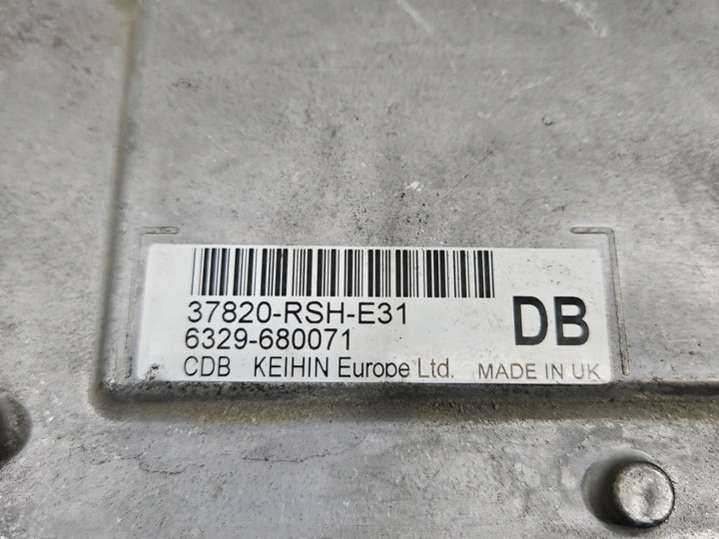 37820-RSH-E31
6329-680071
DB
CDB KEIHIN Europe Ltd. MADE IN UK